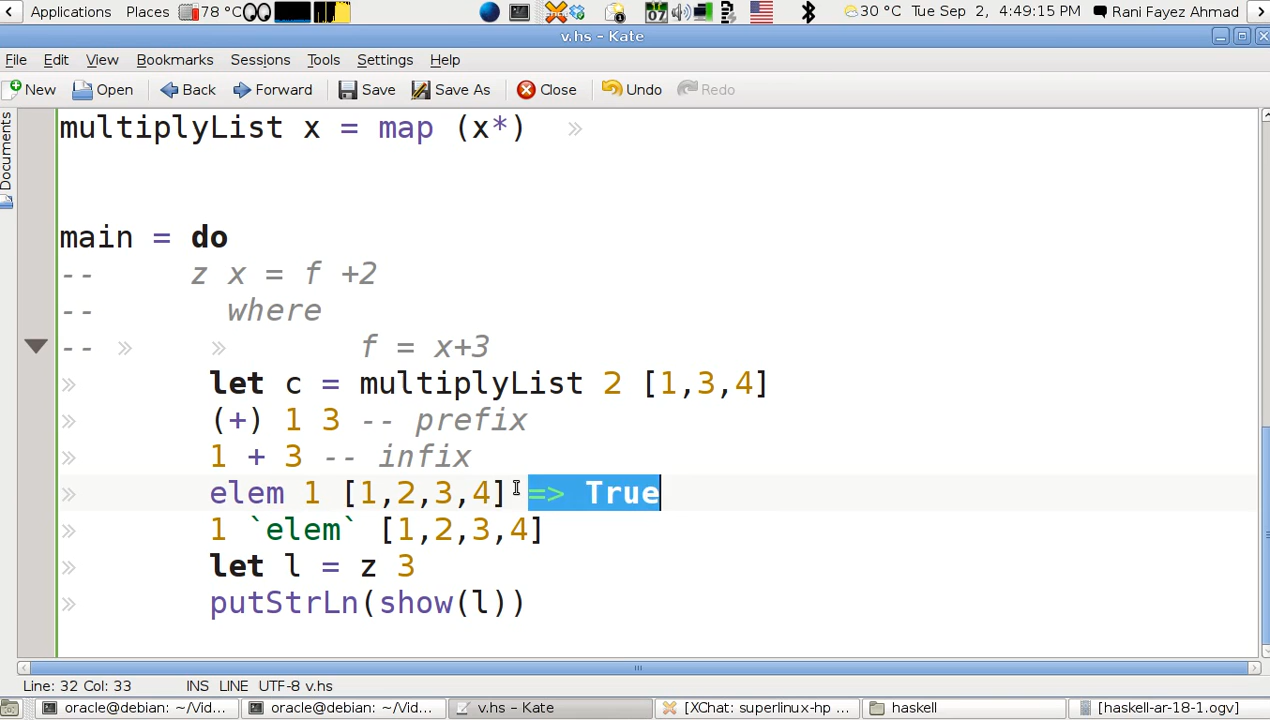 Applications Places 78 °C 07 30 °C Tue Sep 2, 4:49:15 PM Rani Fayez Ahmad
v.hs – Kate
File Edit View Bookmarks Sessions Tools Settings Help
New Open Back Forward Save Save As Close Undo Redo
Documents
multiplyList x = map (x*) »
main = do
-- z x = f +2
-- where
-- » » f = x+3
» let c = multiplyList 2 [1,3,4]
» (+) 1 3 -- prefix
» 1 + 3 -- infix
» elem 1 [1,2,3,4] => True
» 1 `elem` [1,2,3,4]
» let l = z 3
» putStrLn(show(l))
Line: 32 Col: 33 INS LINE UTF-8 v.hs
oracle@debian: ~/Vid... oracle@debian: ~/Vid... v.hs – Kate [XChat: superlinux-hp ... haskell [haskell-ar-18-1.ogv]